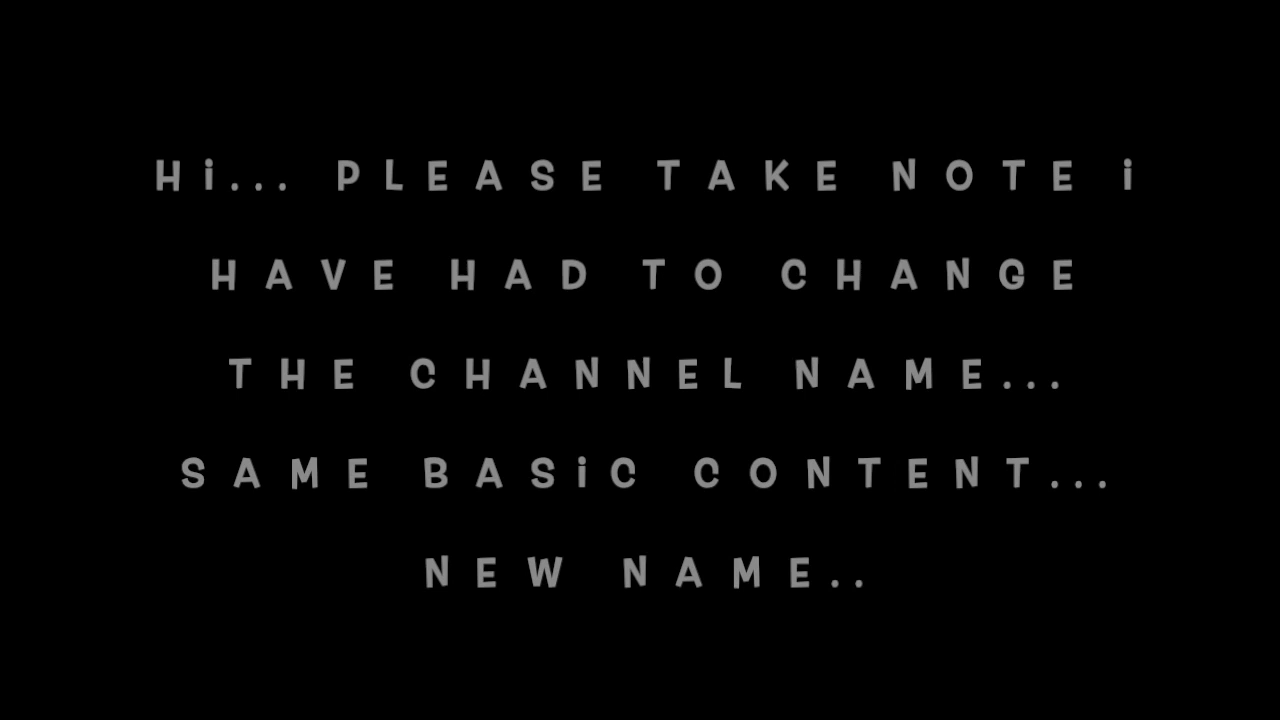 Hi... PLEASE TAKE NOTE i
HAVE HAD TO CHANGE
THE CHANNEL NAME...
SAME BASiC CONTENT...
NEW NAME..